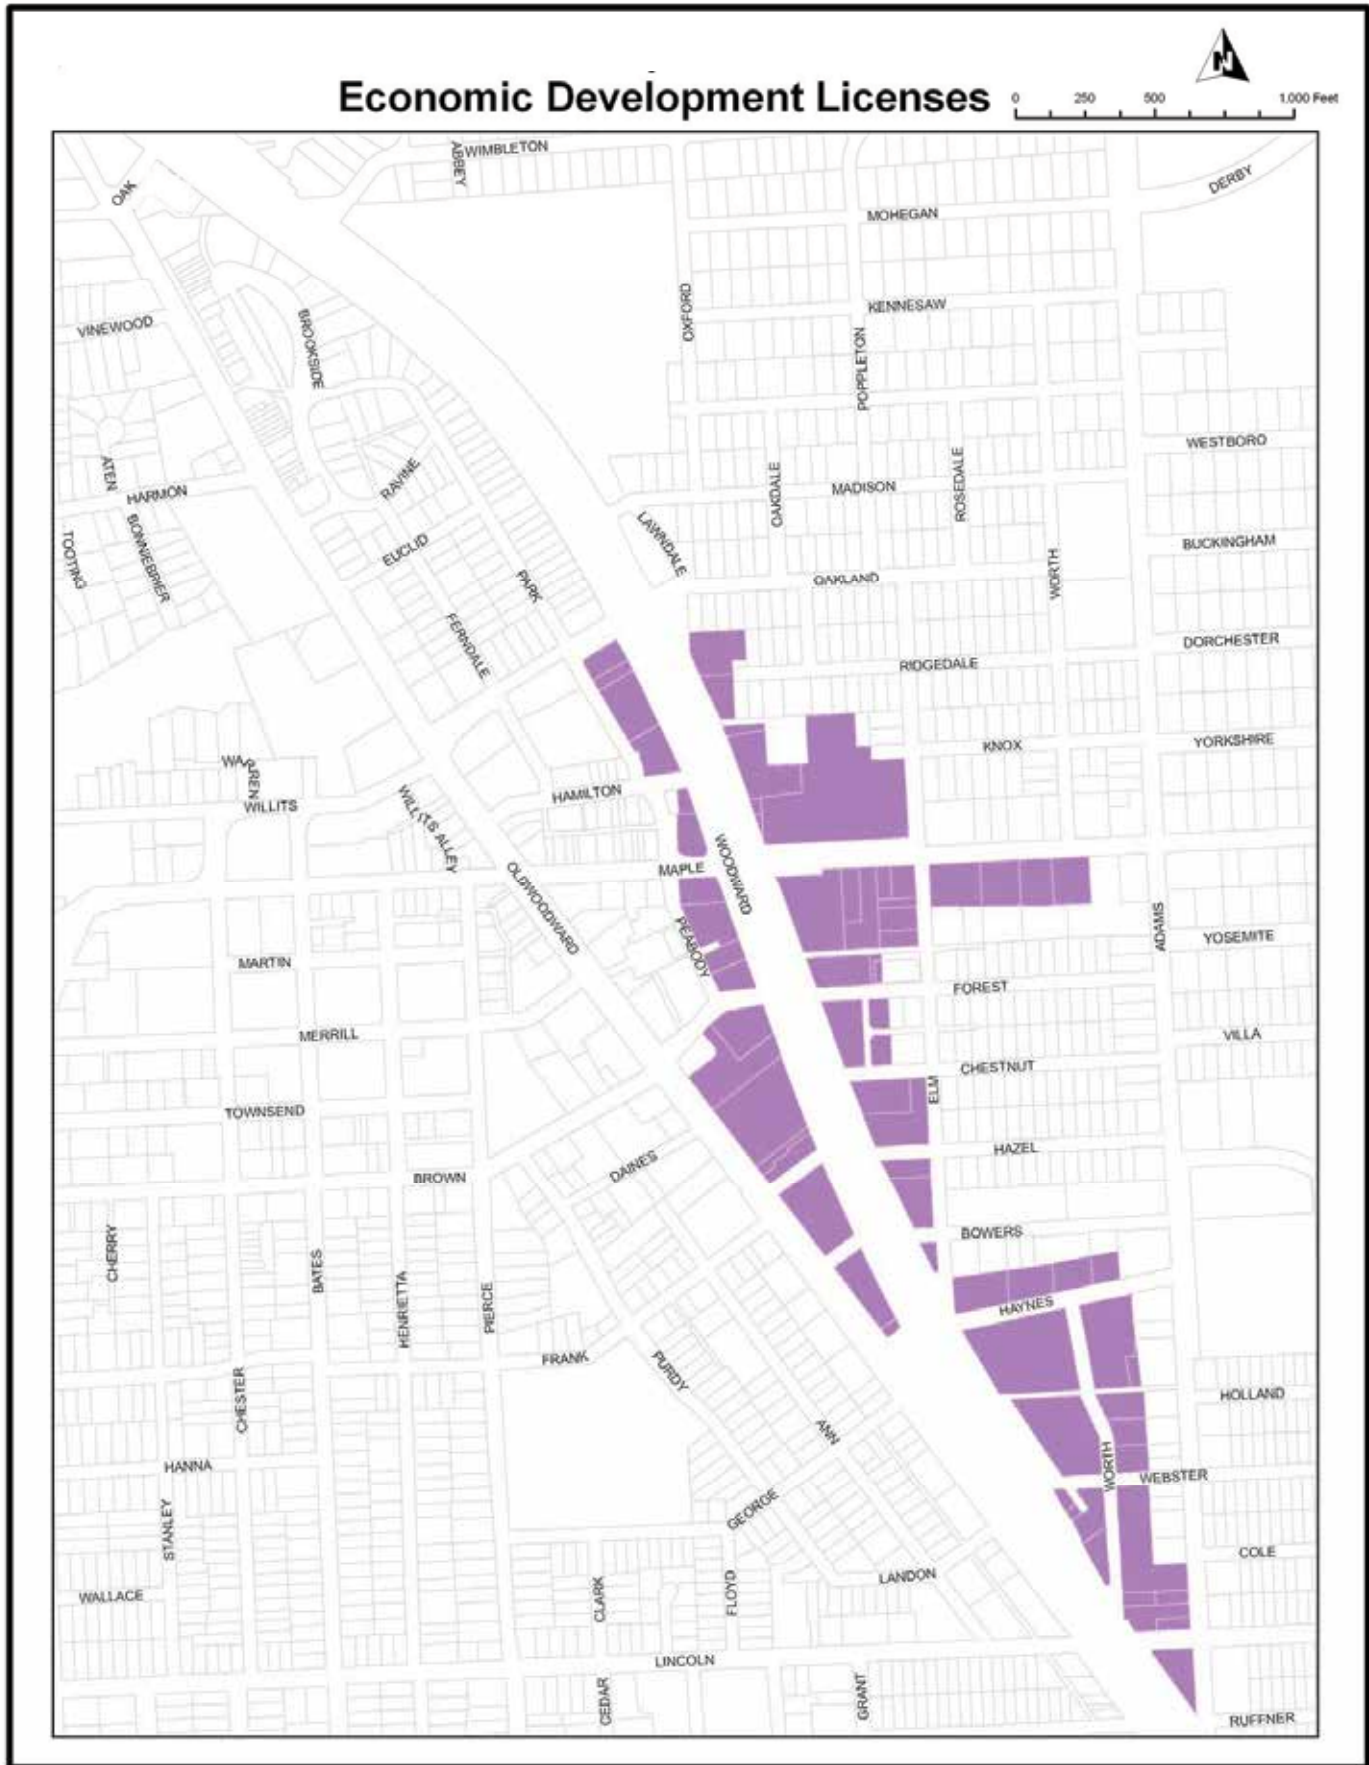 Economic Development Licenses
N
0 250 500 1,000 Feet
ABBEY
WIMBLETON
OAK
DERBY
MOHEGAN
OXFORD
KENNESAW
VINEWOOD
BROOKSIDE
POPPLETON
WESTBORO
ATEN
HARMON
RAVINE
OAKDALE
MADISON
ROSEDALE
BONNIEBRIER
TOOTING
EUCLID
LAWNDALE
BUCKINGHAM
PARK
OAKLAND
WORTH
FERNDALE
RIDGEDALE
DORCHESTER
KNOX
YORKSHIRE
WARREN
WILLITS
WILLITS ALLEY
HAMILTON
OLDWOODWARD
MAPLE
WOODWARD
PEABODY
ADAMS
YOSEMITE
MARTIN
FOREST
MERRILL
VILLA
CHESTNUT
ELM
TOWNSEND
HAZEL
DAINES
BROWN
BOWERS
CHERRY
BATES
HENRIETTA
PIERCE
HAYNES
FRANK
PURDY
CHESTER
HOLLAND
ANN
HANNA
WORTH
WEBSTER
GEORGE
STANLEY
COLE
WALLACE
CLARK
FLOYD
LANDON
LINCOLN
CEDAR
GRANT
RUFFNER